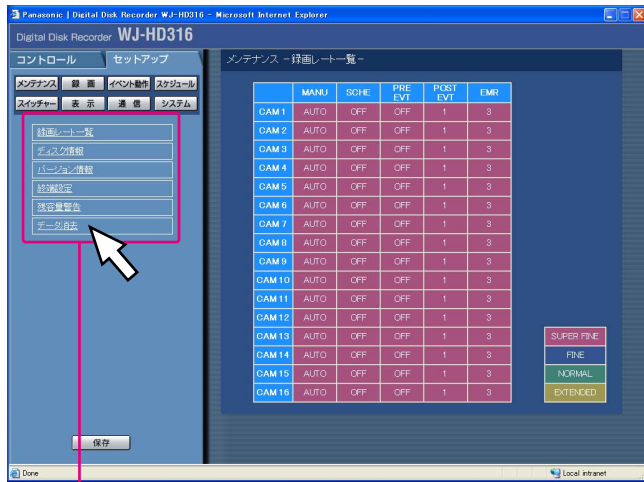 Panasonic | Digital Disk Recorder WJ-HD316 - Microsoft Internet Explorer
Digital Disk Recorder WJ-HD316
コントロール セットアップ
メンテナンス 録 画 イベント動作 スケジュール
スイッチャー 表 示 通 信 システム
録画レート一覧
ディスク情報
バージョン情報
終端設定
残容量警告
データ消去
保存
メンテナンス －録画レート一覧－
MANU SCHE PRE EVT POST EVT EMR
CAM 1 AUTO OFF OFF 1 3
CAM 2 AUTO OFF OFF 1 3
CAM 3 AUTO OFF OFF 1 3
CAM 4 AUTO OFF OFF 1 3
CAM 5 AUTO OFF OFF 1 3
CAM 6 AUTO OFF OFF 1 3
CAM 7 AUTO OFF OFF 1 3
CAM 8 AUTO OFF OFF 1 3
CAM 9 AUTO OFF OFF 1 3
CAM 10 AUTO OFF OFF 1 3
CAM 11 AUTO OFF OFF 1 3
CAM 12 AUTO OFF OFF 1 3
CAM 13 AUTO OFF OFF 1 3
CAM 14 AUTO OFF OFF 1 3
CAM 15 AUTO OFF OFF 1 3
CAM 16 AUTO OFF OFF 1 3
SUPER FINE
FINE
NORMAL
EXTENDED
Done Local intranet